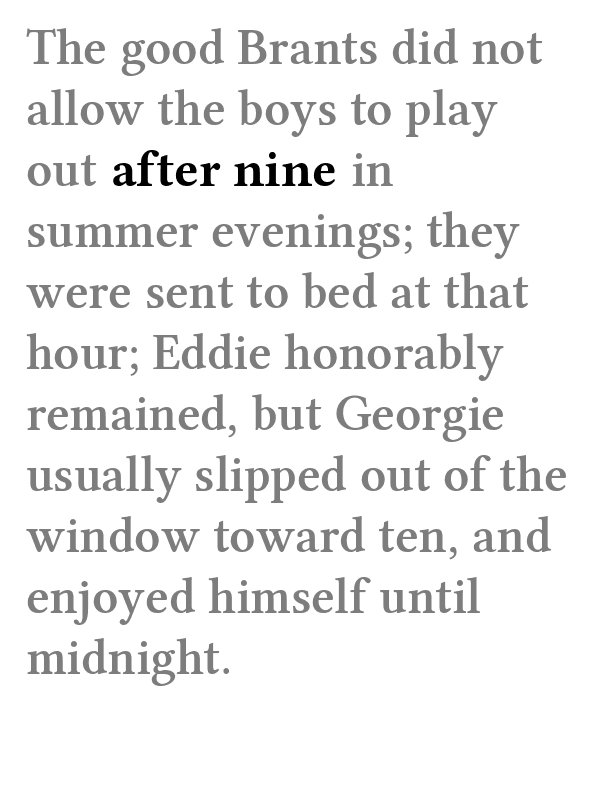 The good Brants did not
allow the boys to play
out after nine in
summer evenings; they
were sent to bed at that
hour; Eddie honorably
remained, but Georgie
usually slipped out of the
window toward ten, and
enjoyed himself until
midnight.